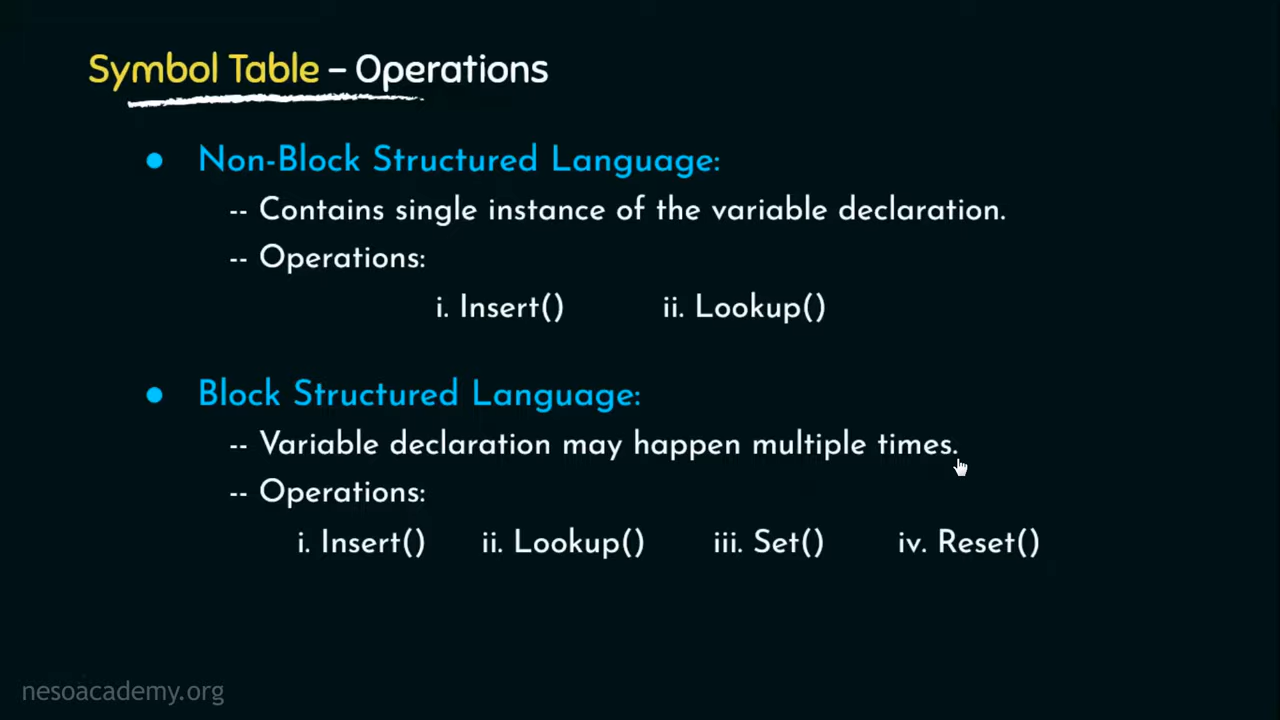 Symbol Table – Operations
● Non-Block Structured Language:
-- Contains single instance of the variable declaration.
-- Operations:
i. Insert() ii. Lookup()
● Block Structured Language:
-- Variable declaration may happen multiple times.
-- Operations:
i. Insert() ii. Lookup() iii. Set() iv. Reset()
nesoacademy.org